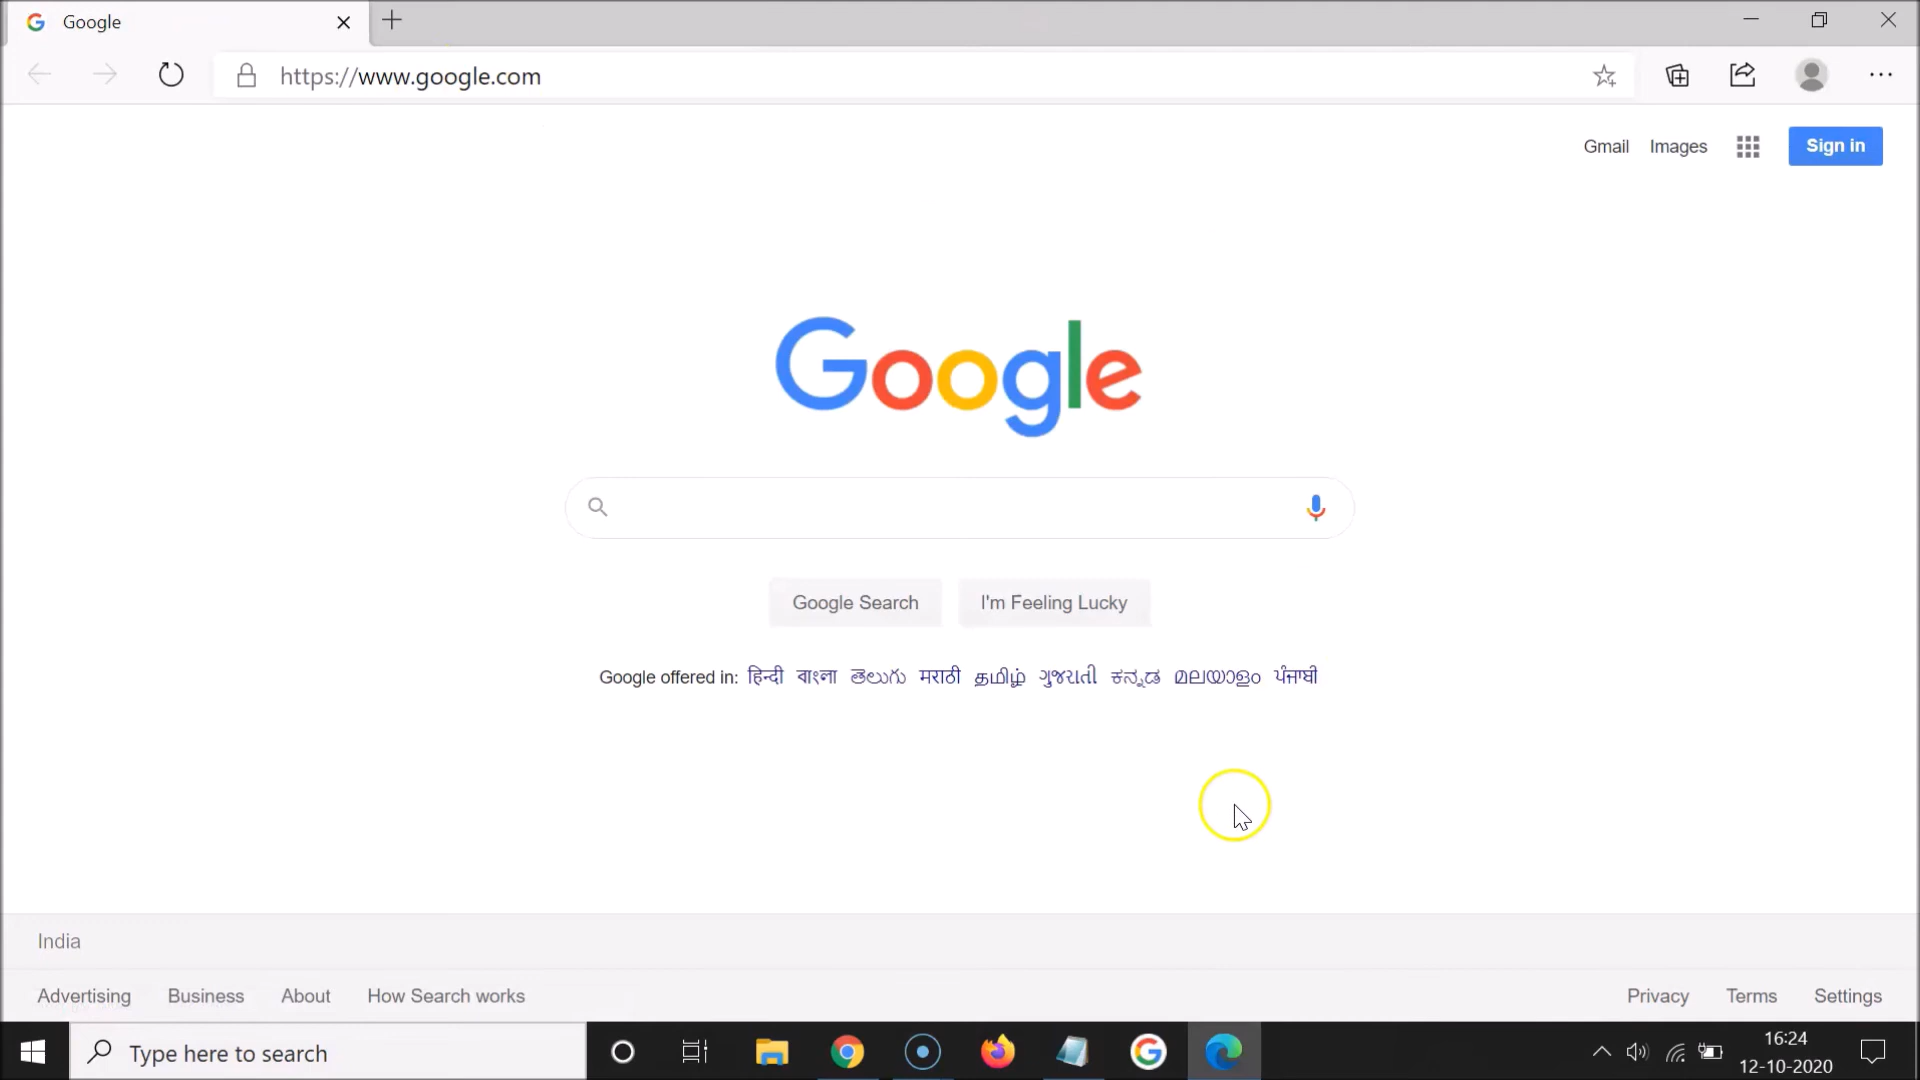 Google
https://www.google.com
Gmail Images Sign in
Google
Google Search I'm Feeling Lucky
Google offered in: हिन्दी বাংলা తెలుగు मराठी தமிழ் ગુજરાતી ಕನ್ನಡ മലയാളം ਪੰਜਾਬੀ
India
Advertising Business About How Search works Privacy Terms Settings
Type here to search
16:24
12-10-2020